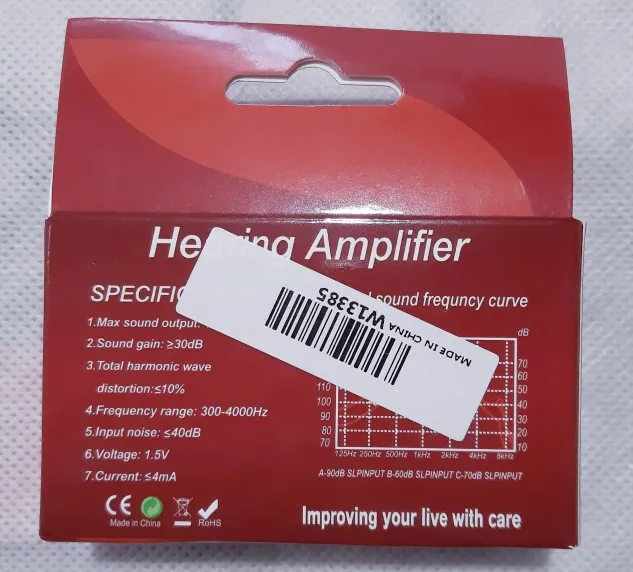 Hearing Amplifier
SPECIFIC
sound frequncy curve
1.Max sound output:
2.Sound gain: ≥30dB
3.Total harmonic wave
distortion:≤10%
4.Frequency range: 300-4000Hz
5.Input noise: ≤40dB
6.Voltage: 1.5V
7.Current: ≤4mA
W13385
MADE IN CHINA
dB
70
60
50
40
30
20
10
110
100
90
80
70
125Hz 250Hz 500Hz 1kHz 2kHz 4kHz 8kHz
A-90dB SLPINPUT B-60dB SLPINPUT C-70dB SLPINPUT
CE
Made in China
RoHS
Improving your live with care